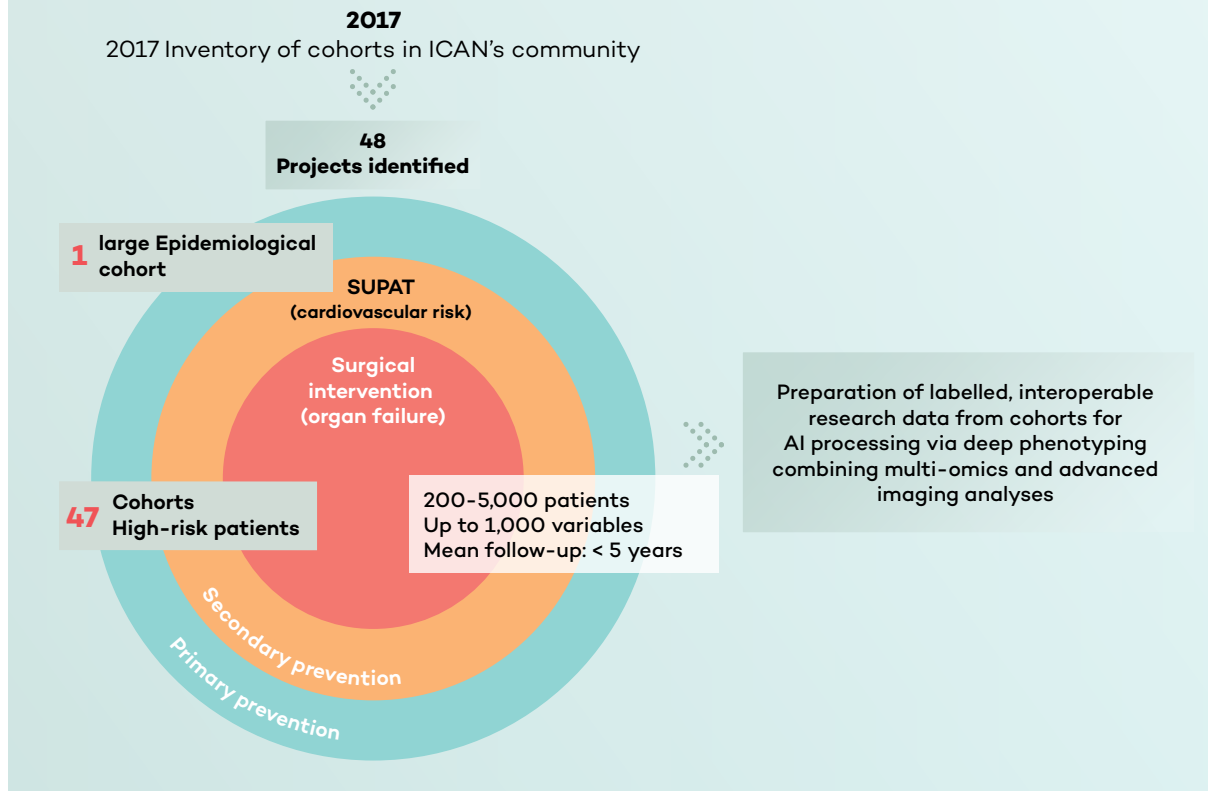 2017
2017 Inventory of cohorts in ICAN's community
48
Projects identified
1 large Epidemiological
cohort
SUPAT
(cardiovascular risk)
Surgical
intervention
(organ failure)
47 Cohorts
High-risk patients
200-5,000 patients
Up to 1,000 variables
Mean follow-up: < 5 years
Secondary prevention
Primary prevention
Preparation of labelled, interoperable
research data from cohorts for
AI processing via deep phenotyping
combining multi-omics and advanced
imaging analyses